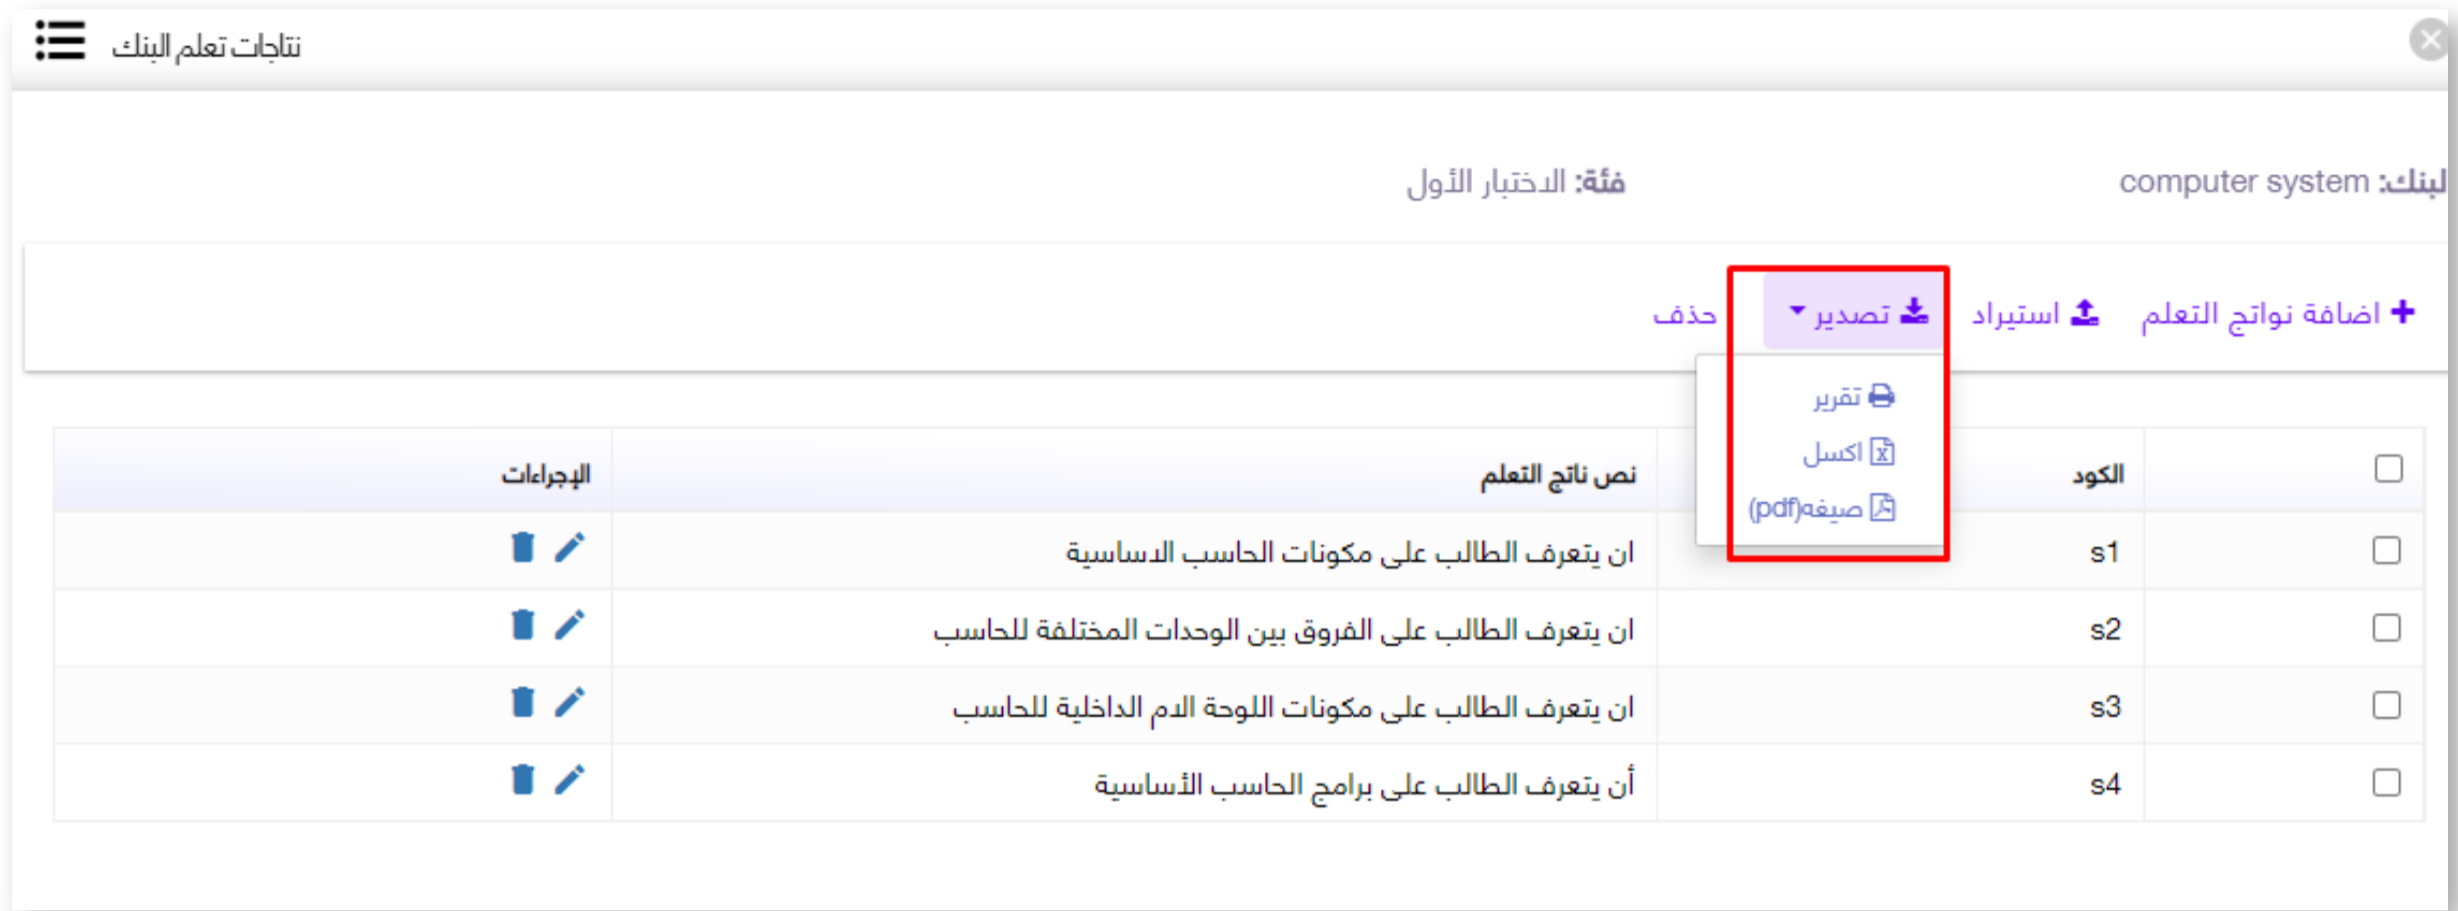 نتاجات تعلم البنك
لبنك: computer system
فئة: الاختبار الأول
اضافة نواتج التعلم
استيراد
تصدير
حذف
تقرير
اكسل
صيغه(pdf)
الكود
نص ناتج التعلم
الإجراءات
s1
ان يتعرف الطالب على مكونات الحاسب الاساسية
s2
ان يتعرف الطالب على الفروق بين الوحدات المختلفة للحاسب
s3
ان يتعرف الطالب على مكونات اللوحة الام الداخلية للحاسب
s4
أن يتعرف الطالب على برامج الحاسب الأساسية